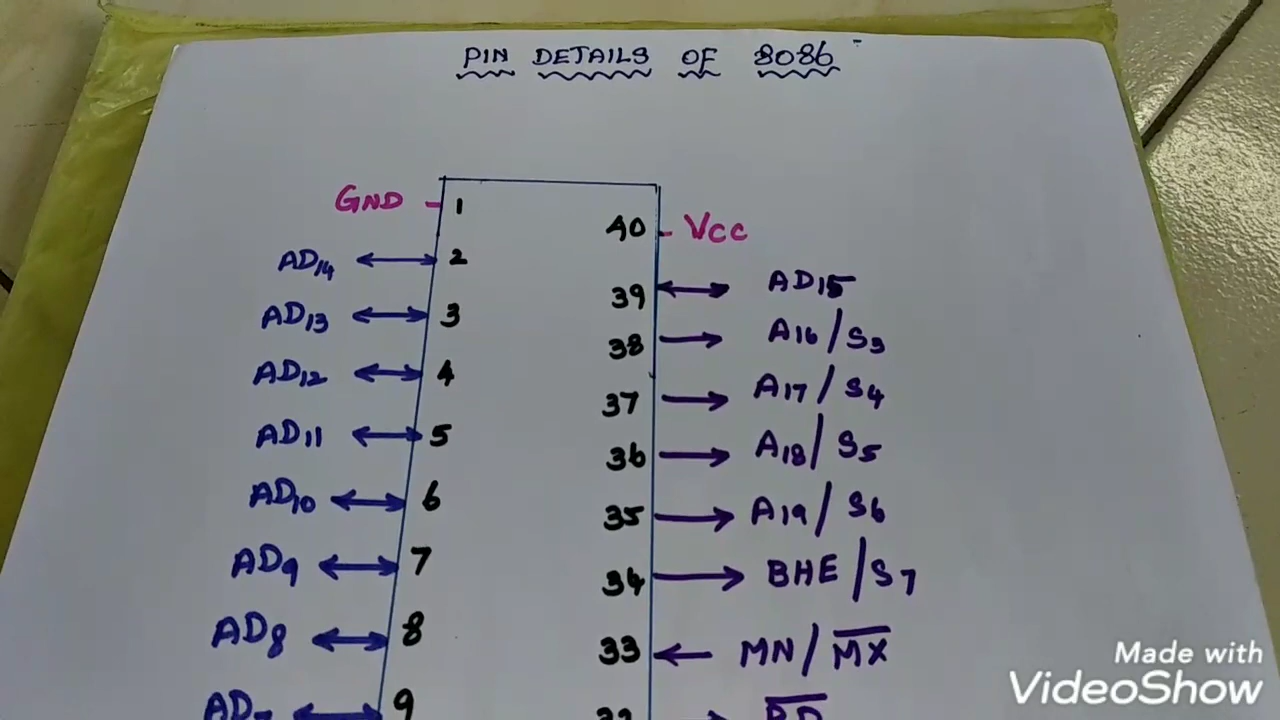 PIN DETAILS OF 8086
GND 1
40 Vcc
AD14 2
39 AD15
AD13 3
38 A16/S3
AD12 4
37 A17/S4
AD11 5
36 A18/S5
AD10 6
35 A19/S6
AD9 7
34 BHE/S7
AD8 8
33 MN/M̅X̅
9
Made with
VideoShow